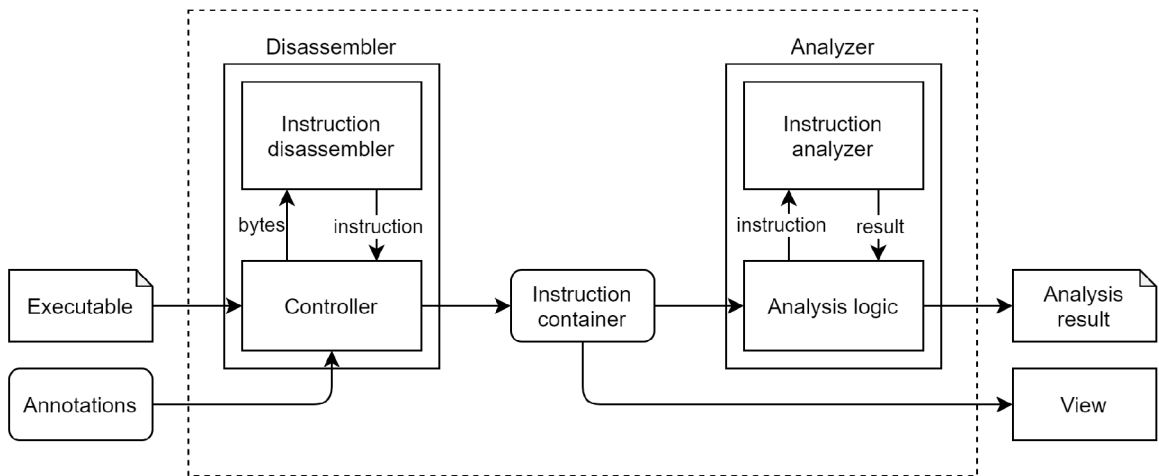 Disassembler
Analyzer
Instruction
disassembler
Instruction
analyzer
bytes
instruction
instruction
result
Executable
Controller
Instruction
container
Analysis logic
Analysis
result
Annotations
View